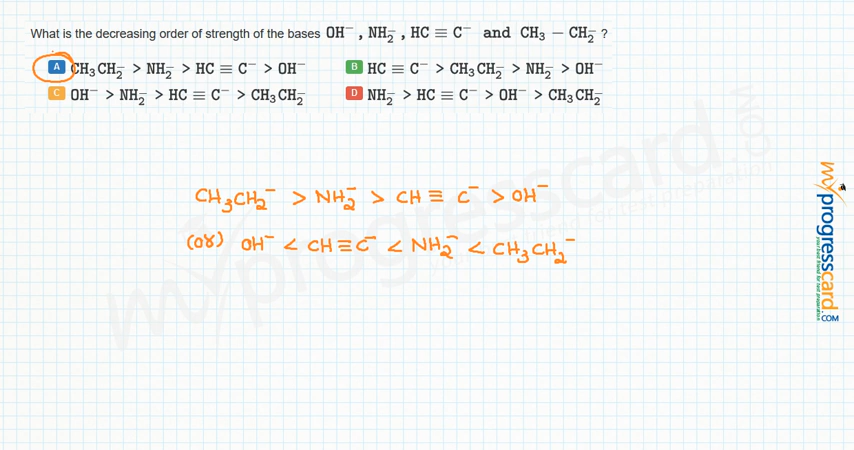 What is the decreasing order of strength of the bases OH⁻ , NH₂⁻ , HC ≡ C⁻ and CH₃ − CH₂⁻ ?
A CH₃CH₂⁻ > NH₂⁻ > HC ≡ C⁻ > OH⁻
B HC ≡ C⁻ > CH₃CH₂⁻ > NH₂⁻ > OH⁻
C OH⁻ > NH₂⁻ > HC ≡ C⁻ > CH₃CH₂⁻
D NH₂⁻ > HC ≡ C⁻ > OH⁻ > CH₃CH₂⁻
CH₃CH₂⁻ > NH₂⁻ > CH ≡ C⁻ > OH⁻
(or) OH⁻ < CH≡C⁻ < NH₂⁻ < CH₃CH₂⁻
myprogresscard
.COM